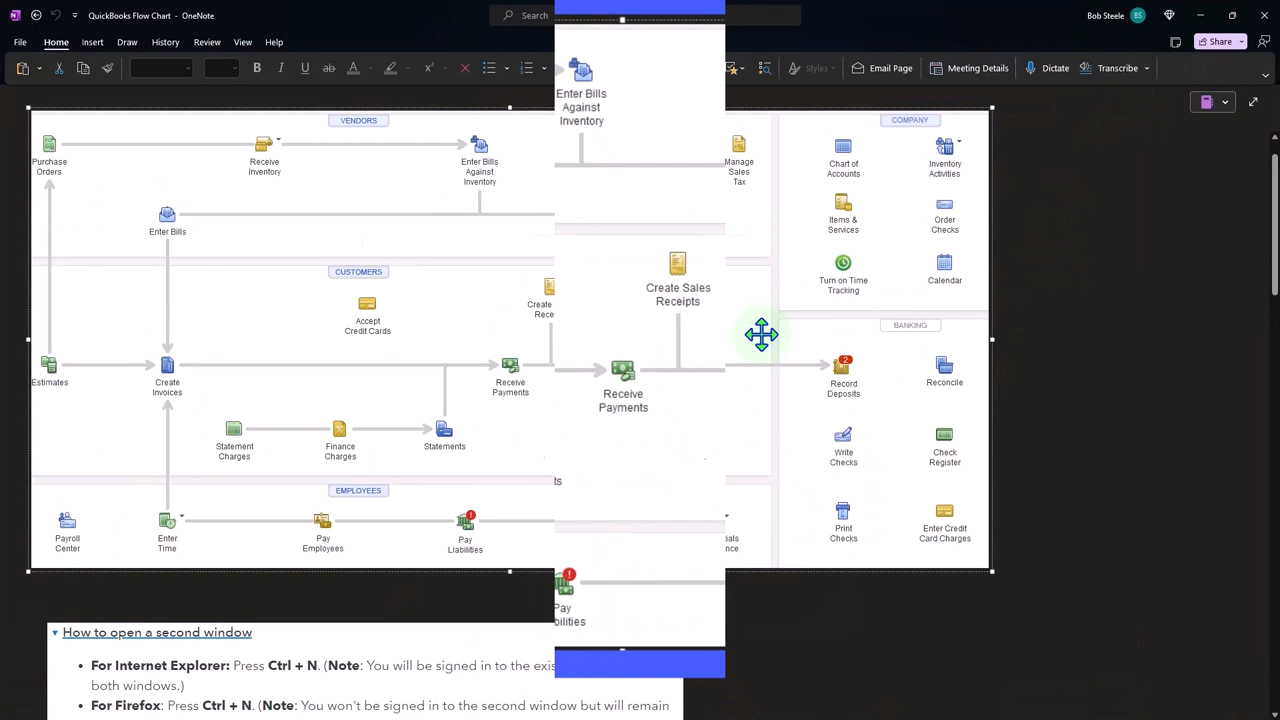 QuickBooks Flow Chart - OneNote
Search
Bob Steele
BS
File
Home
Insert
Draw
History
Review
View
Help
Share
Styles
Email Page
Meeting Details
Dictate
Transcribe
VENDORS
Purchase
Orders
Receive
Inventory
Enter Bills
Against
Inventory
Enter Bills
Enter Bills
Against
Inventory
Manage
Sales
Tax
COMPANY
Chart of
Accounts
Inventory
Activities
Items &
Services
Order
Checks
Turn on Time
Tracking
Calendar
CUSTOMERS
Accept
Credit Cards
Create
Create Sales
Receipts
Estimates
Create
Invoices
Receive
Payments
Receive
Payments
Statement
Charges
Finance
Charges
Statements
ts
BANKING
2
Record
Deposits
Reconcile
Write
Checks
Check
Register
Print
Checks
Enter Credit
Card Charges
EMPLOYEES
Payroll
Center
Enter
Time
Pay
Employees
Pay
Liabilities
Pay
bilities
How to open a second window
• For Internet Explorer: Press Ctrl + N. (Note: You will be signed in to the exis
both windows.)
• For Firefox: Press Ctrl + N. (Note: You won't be signed in to the second window but will remain